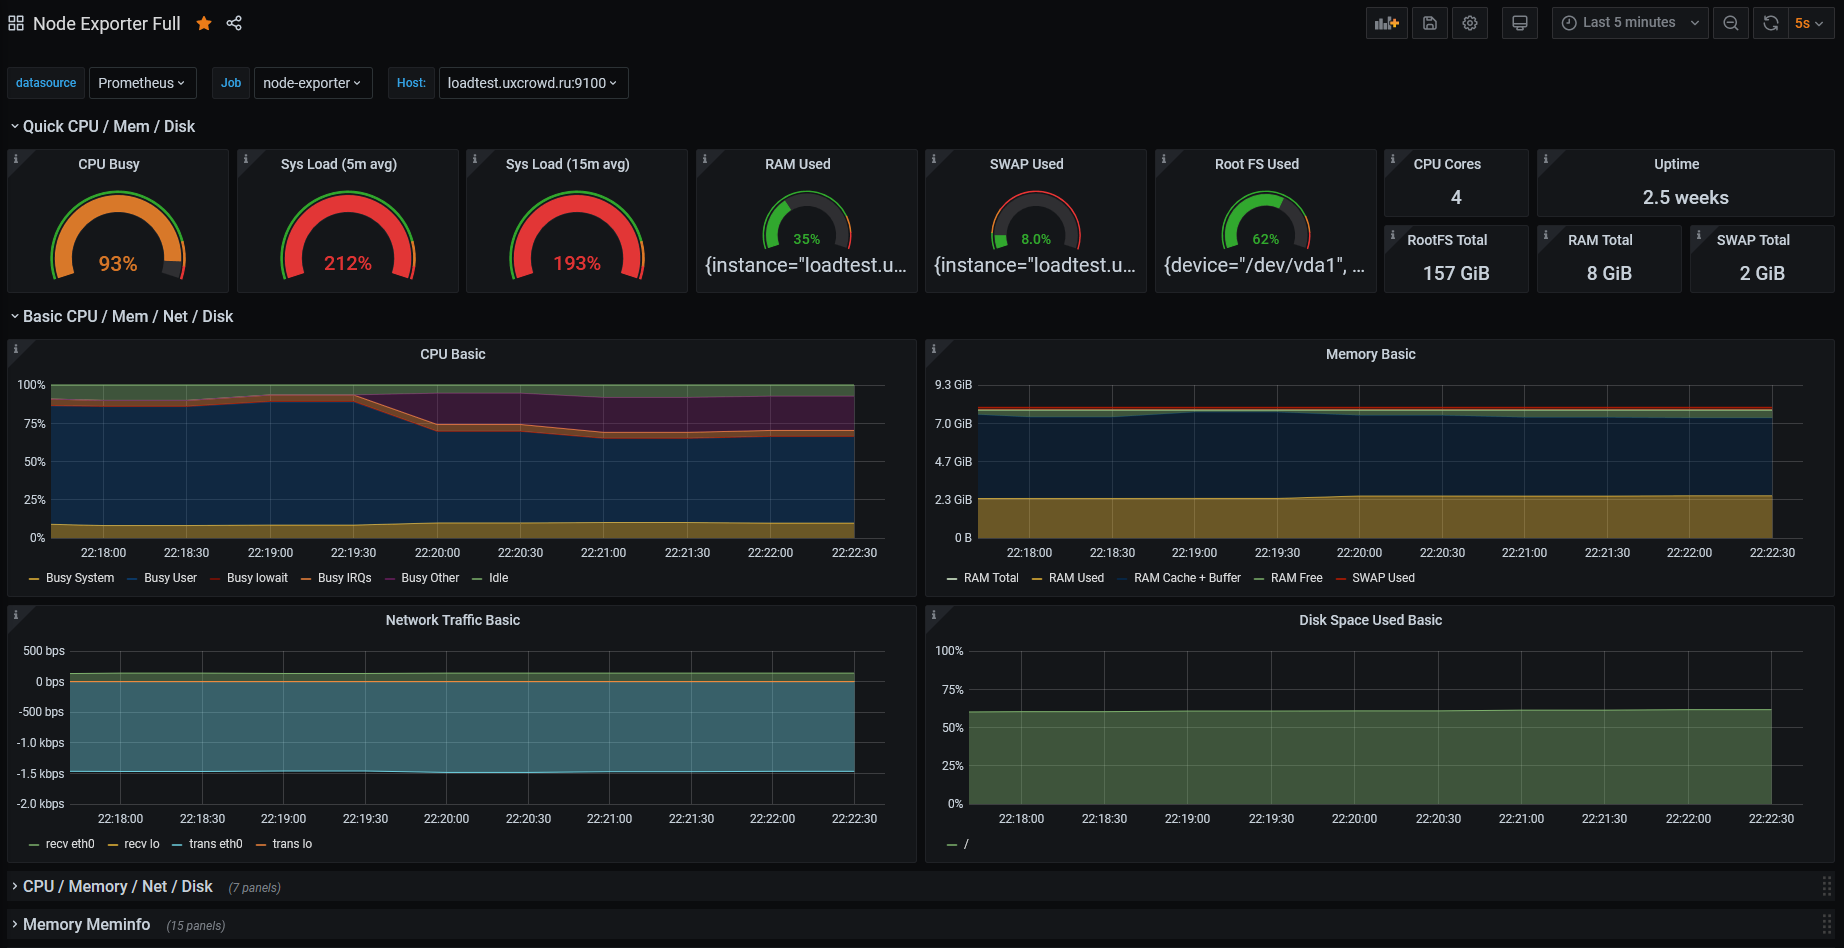 Node Exporter Full
Last 5 minutes
5s
datasource Prometheus Job node-exporter Host: loadtest.uxcrowd.ru:9100
Quick CPU / Mem / Disk
CPU Busy
93%
Sys Load (5m avg)
212%
Sys Load (15m avg)
193%
RAM Used
35%
{instance="loadtest.u...
SWAP Used
8.0%
{instance="loadtest.u...
Root FS Used
62%
{device="/dev/vda1", ...
CPU Cores
4
Uptime
2.5 weeks
RootFS Total
157 GiB
RAM Total
8 GiB
SWAP Total
2 GiB
Basic CPU / Mem / Net / Disk
CPU Basic
100%
75%
50%
25%
0%
22:18:00 22:18:30 22:19:00 22:19:30 22:20:00 22:20:30 22:21:00 22:21:30 22:22:00 22:22:30
Busy System Busy User Busy Iowait Busy IRQs Busy Other Idle
Memory Basic
9.3 GiB
7.0 GiB
4.7 GiB
2.3 GiB
0 B
22:18:00 22:18:30 22:19:00 22:19:30 22:20:00 22:20:30 22:21:00 22:21:30 22:22:00 22:22:30
RAM Total RAM Used RAM Cache + Buffer RAM Free SWAP Used
Network Traffic Basic
500 bps
0 bps
-500 bps
-1.0 kbps
-1.5 kbps
-2.0 kbps
22:18:00 22:18:30 22:19:00 22:19:30 22:20:00 22:20:30 22:21:00 22:21:30 22:22:00 22:22:30
recv eth0 recv lo trans eth0 trans lo
Disk Space Used Basic
100%
75%
50%
25%
0%
22:18:00 22:18:30 22:19:00 22:19:30 22:20:00 22:20:30 22:21:00 22:21:30 22:22:00 22:22:30
/
CPU / Memory / Net / Disk (7 panels)
Memory Meminfo (15 panels)